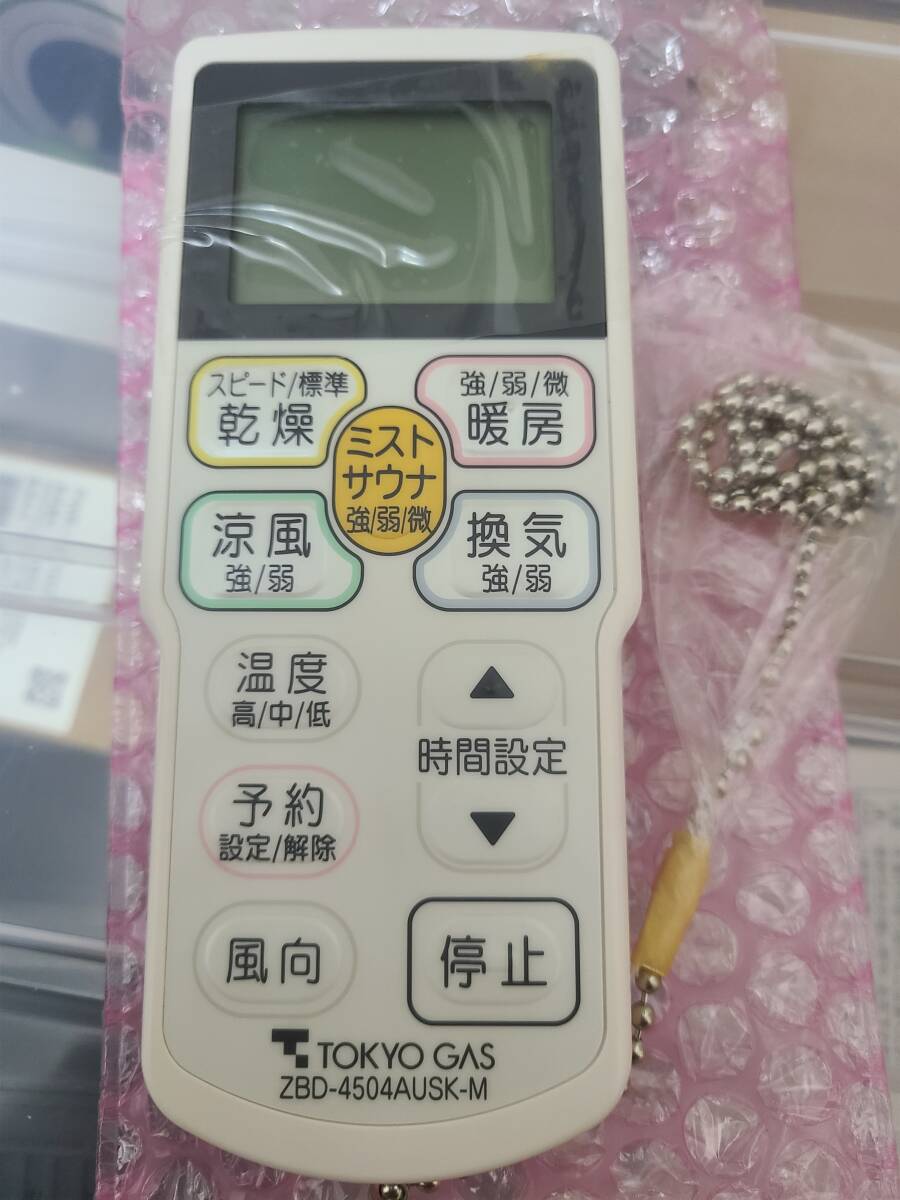 スピード/標準
乾燥
強/弱/微
暖房
ミスト
サウナ
強/弱/微
涼風
強/弱
換気
強/弱
温度
高/中/低
▲
時間設定
▼
予約
設定/解除
風向
停止
TOKYO GAS
ZBD-4504AUSK-M